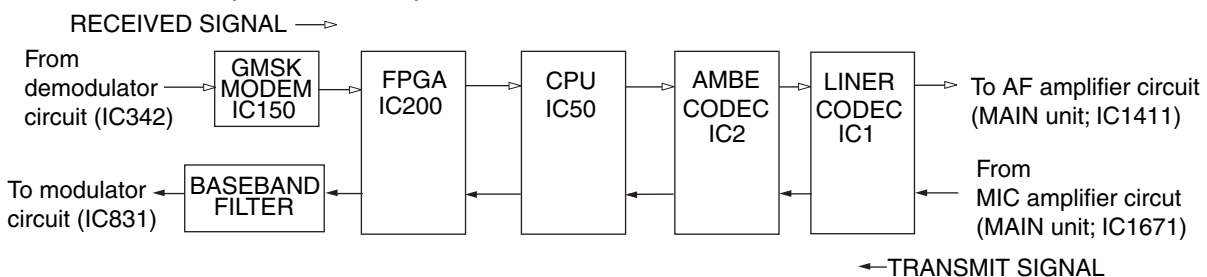 RECEIVED SIGNAL
From
demodulator
circuit (IC342)
GMSK
MODEM
IC150
FPGA
IC200
CPU
IC50
AMBE
CODEC
IC2
LINER
CODEC
IC1
To AF amplifier circuit
(MAIN unit; IC1411)
To modulator
circuit (IC831)
BASEBAND
FILTER
From
MIC amplifier circut
(MAIN unit; IC1671)
TRANSMIT SIGNAL